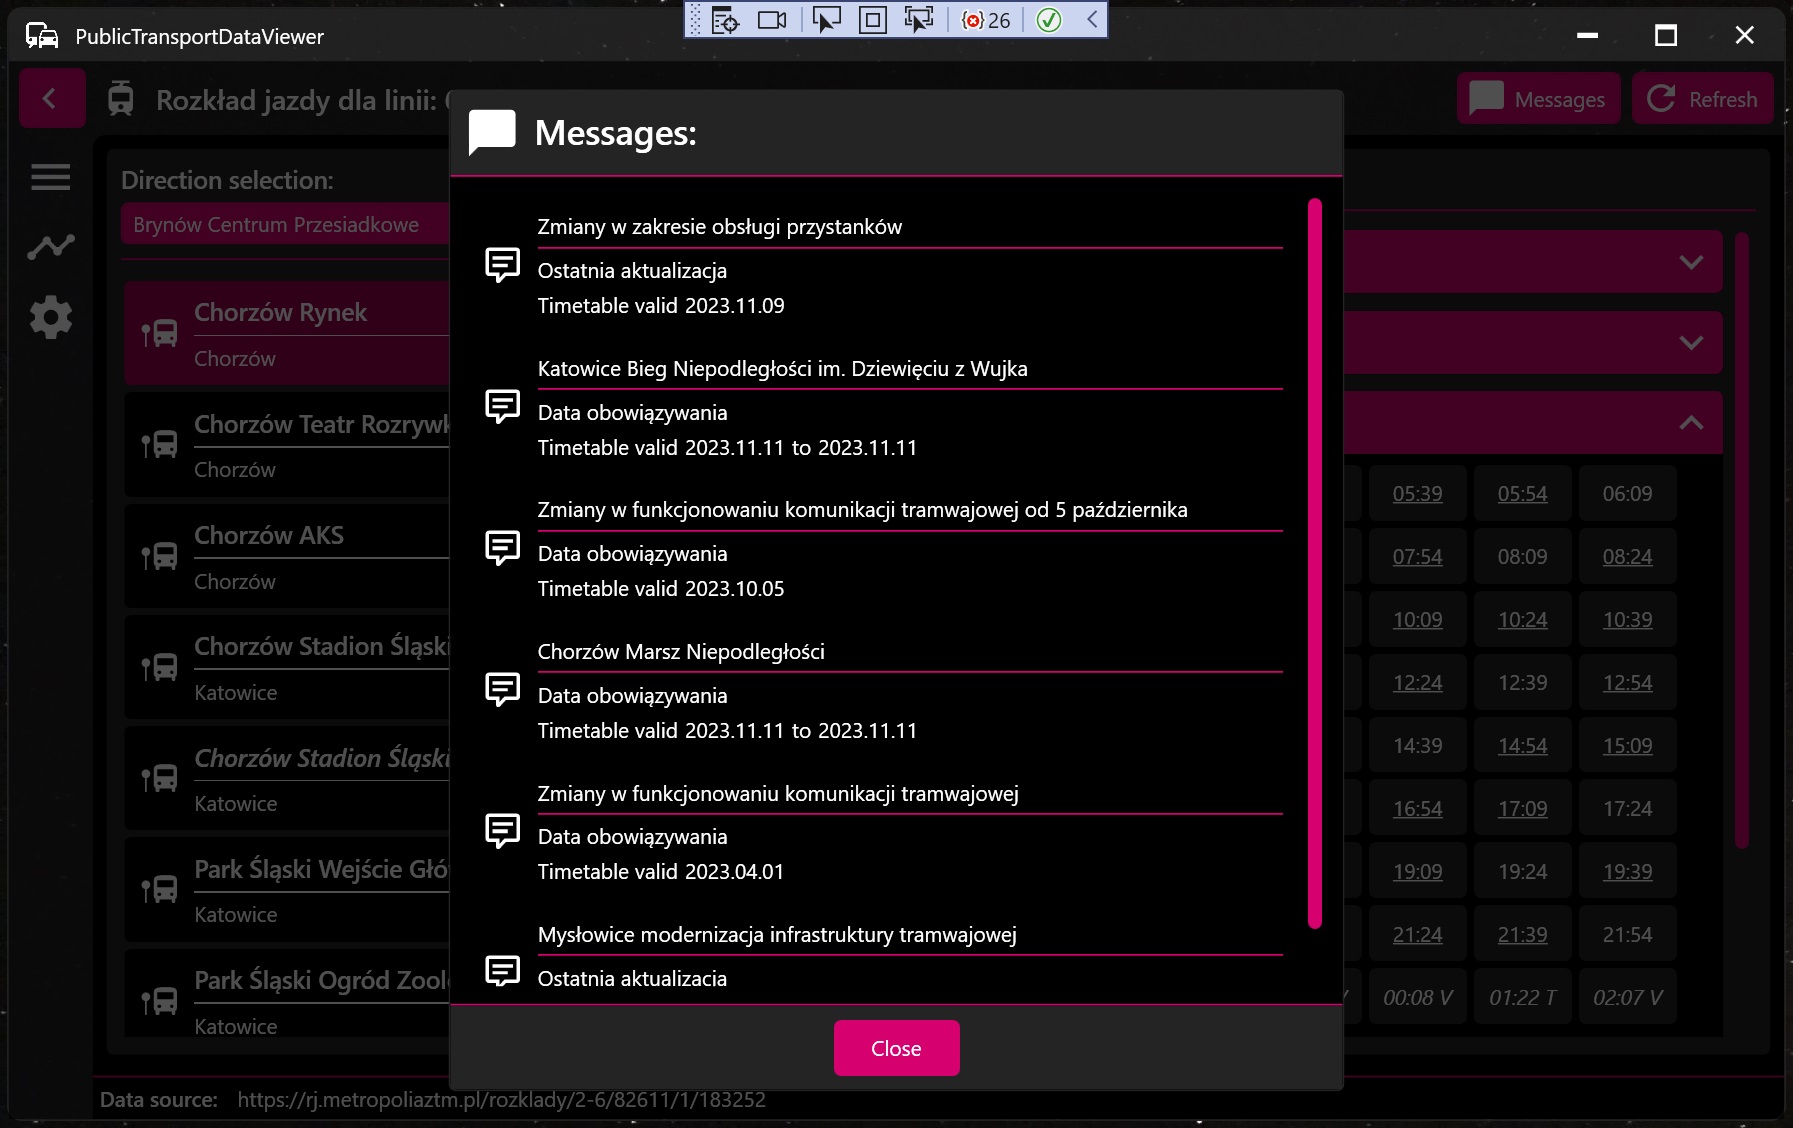 26
PublicTransportDataViewer
Rozkład jazdy dla linii:
Messages
Refresh
Direction selection:
Brynów Centrum Przesiadkowe
Chorzów Rynek
Chorzów
Chorzów Teatr
Chorzów
Chorzów AKS
Chorzów
Chorzów Stadion
Katowice
Chorzów Stadion
Katowice
Park Śląski Wejście
Katowice
Park Śląski Ogród
Katowice
Messages:
Zmiany w zakresie obsługi przystanków
Ostatnia aktualizacja
Timetable valid 2023.11.09
Katowice Bieg Niepodległości im. Dziewięciu z Wujka
Data obowiązywania
Timetable valid 2023.11.11 to 2023.11.11
Zmiany w funkcjonowaniu komunikacji tramwajowej od 5 października
Data obowiązywania
Timetable valid 2023.10.05
Chorzów Marsz Niepodległości
Data obowiązywania
Timetable valid 2023.11.11 to 2023.11.11
Zmiany w funkcjonowaniu komunikacji tramwajowej
Data obowiązywania
Timetable valid 2023.04.01
Mysłowice modernizacja infrastruktury tramwajowej
Ostatnia aktualizacja
Close
05:39 05:54 06:09
07:54 08:09 08:24
10:09 10:24 10:39
12:24 12:39 12:54
14:39 14:54 15:09
16:54 17:09 17:24
19:09 19:24 19:39
21:24 21:39 21:54
00:08 V 01:22 T 02:07 V
Data source: https://rj.metropoliaztm.pl/rozklady/2-6/82611/1/183252